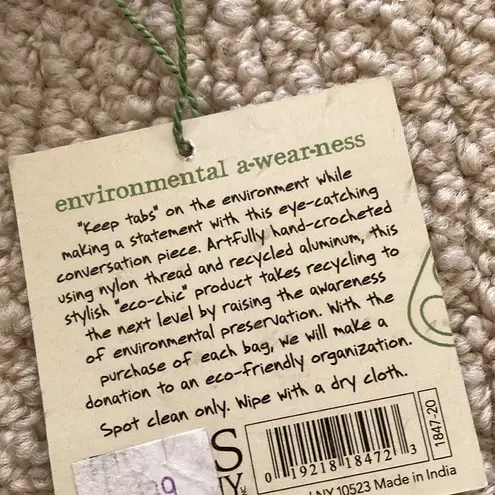 environmental a-wear-ness
"Keep tabs" on the environment while
making a statement with this eye-catching
conversation piece. Artfully hand-crocheted
using nylon thread and recycled aluminum, this
stylish "eco-chic" product takes recycling to
the next level by raising the awareness
of environmental preservation. With the
purchase of each bag, we will make a
donation to an eco-friendly organization.
Spot clean only. Wipe with a dry cloth.
0 19218 18472 3
1847-20
NY 10523 Made in India